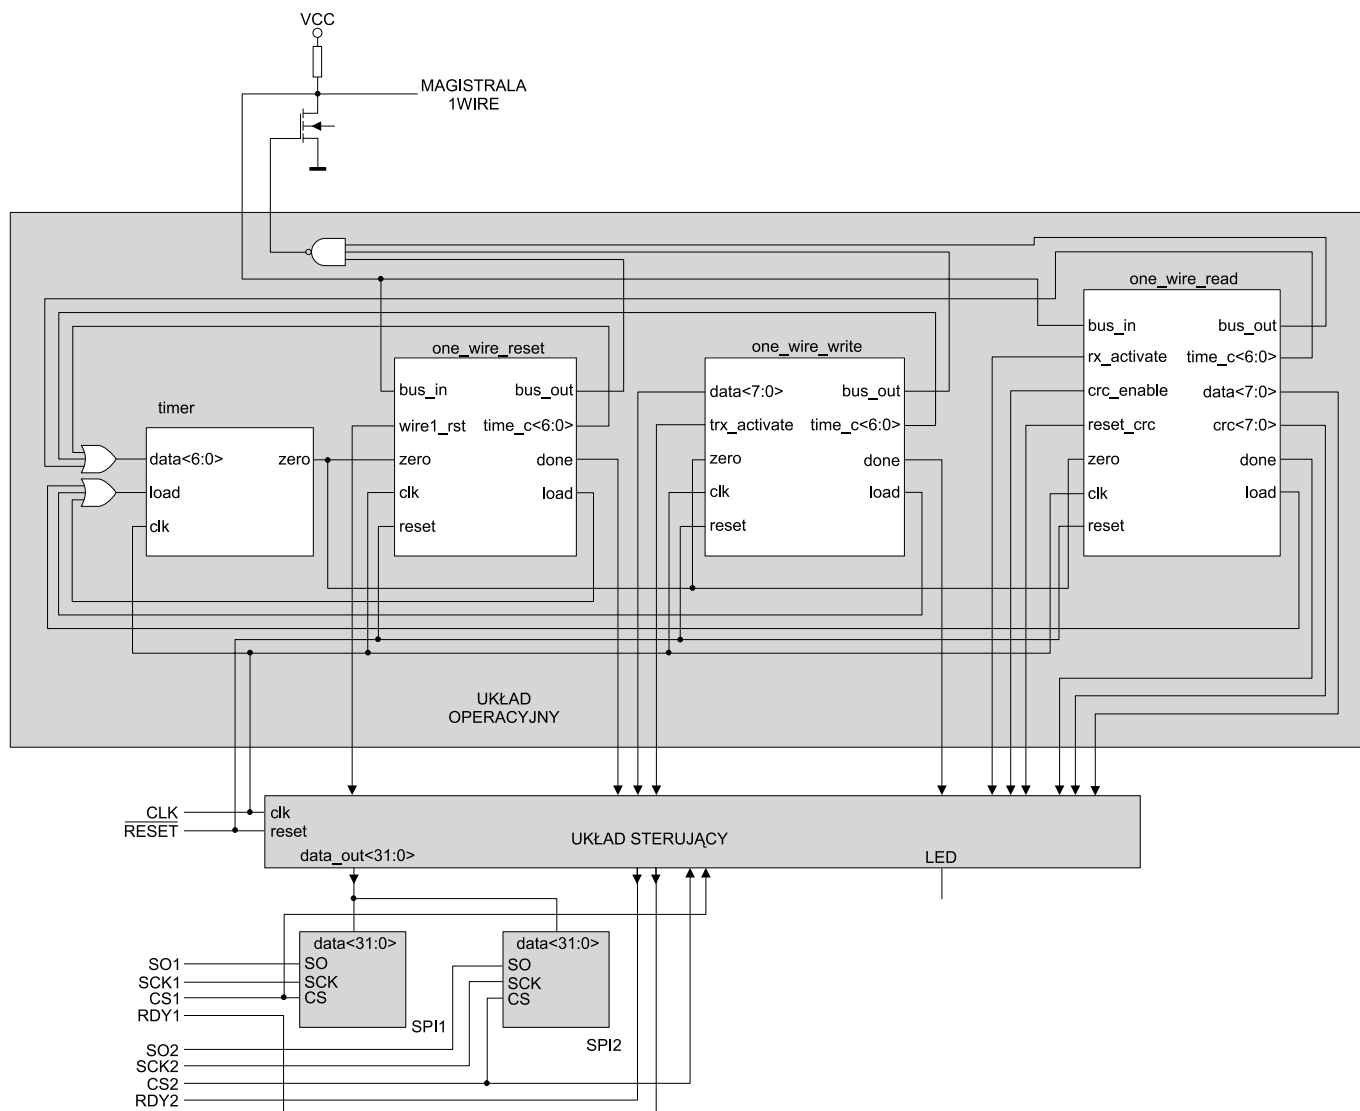 VCC
MAGISTRALA
1WIRE
one_wire_read
bus_in bus_out
rx_activate time_c<6:0>
crc_enable data<7:0>
reset_crc crc<7:0>
zero done
clk load
reset
one_wire_reset
bus_in bus_out
wire1_rst time_c<6:0>
zero done
clk load
reset
one_wire_write
data<7:0> bus_out
trx_activate time_c<6:0>
zero done
clk load
reset
timer
data<6:0> zero
load
clk
UKŁAD
OPERACYJNY
CLK
RESET
clk
reset
UKŁAD STERUJĄCY
data_out<31:0>
LED
data<31:0>
SO
SCK
CS
SPI1
data<31:0>
SO
SCK
CS
SPI2
SO1
SCK1
CS1
RDY1
SO2
SCK2
CS2
RDY2